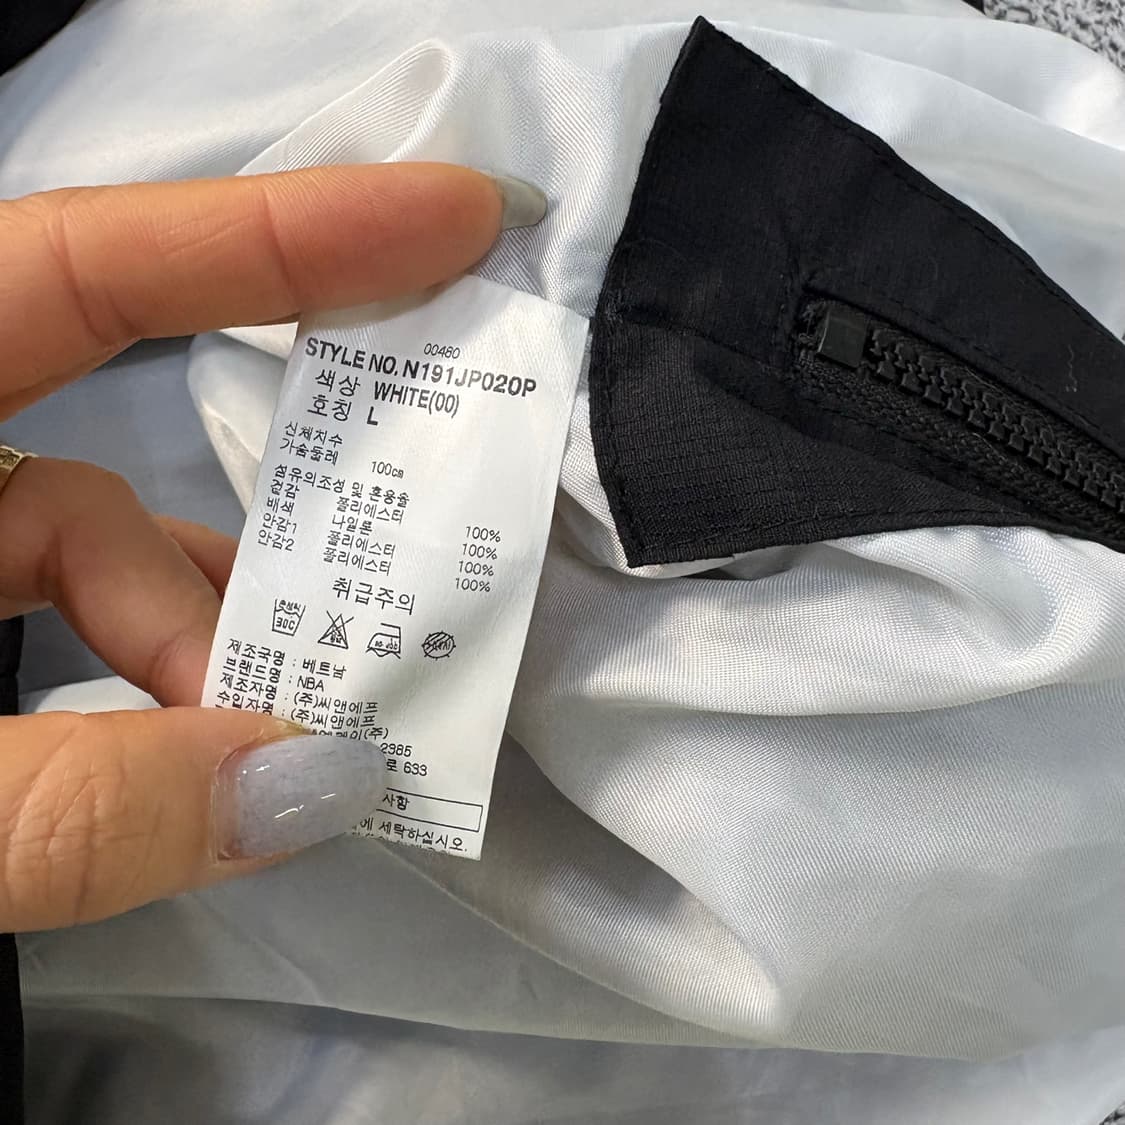 00480
STYLE NO. N191JP020P
색상 WHITE(00)
호칭 L
신체치수
가슴둘레 100cm
섬유의조성 및 혼용율
겉감 폴리에스터 100%
배색 나일론 100%
안감1 폴리에스터 100%
안감2 폴리에스터 100%
취급주의
제조국명 : 베트남
브랜드명 : NBA
제조자명 : (주)씨앤에프
수입자명 : (주)씨앤에프
(주)
2985
로 633
사항
에 세탁하십시오.